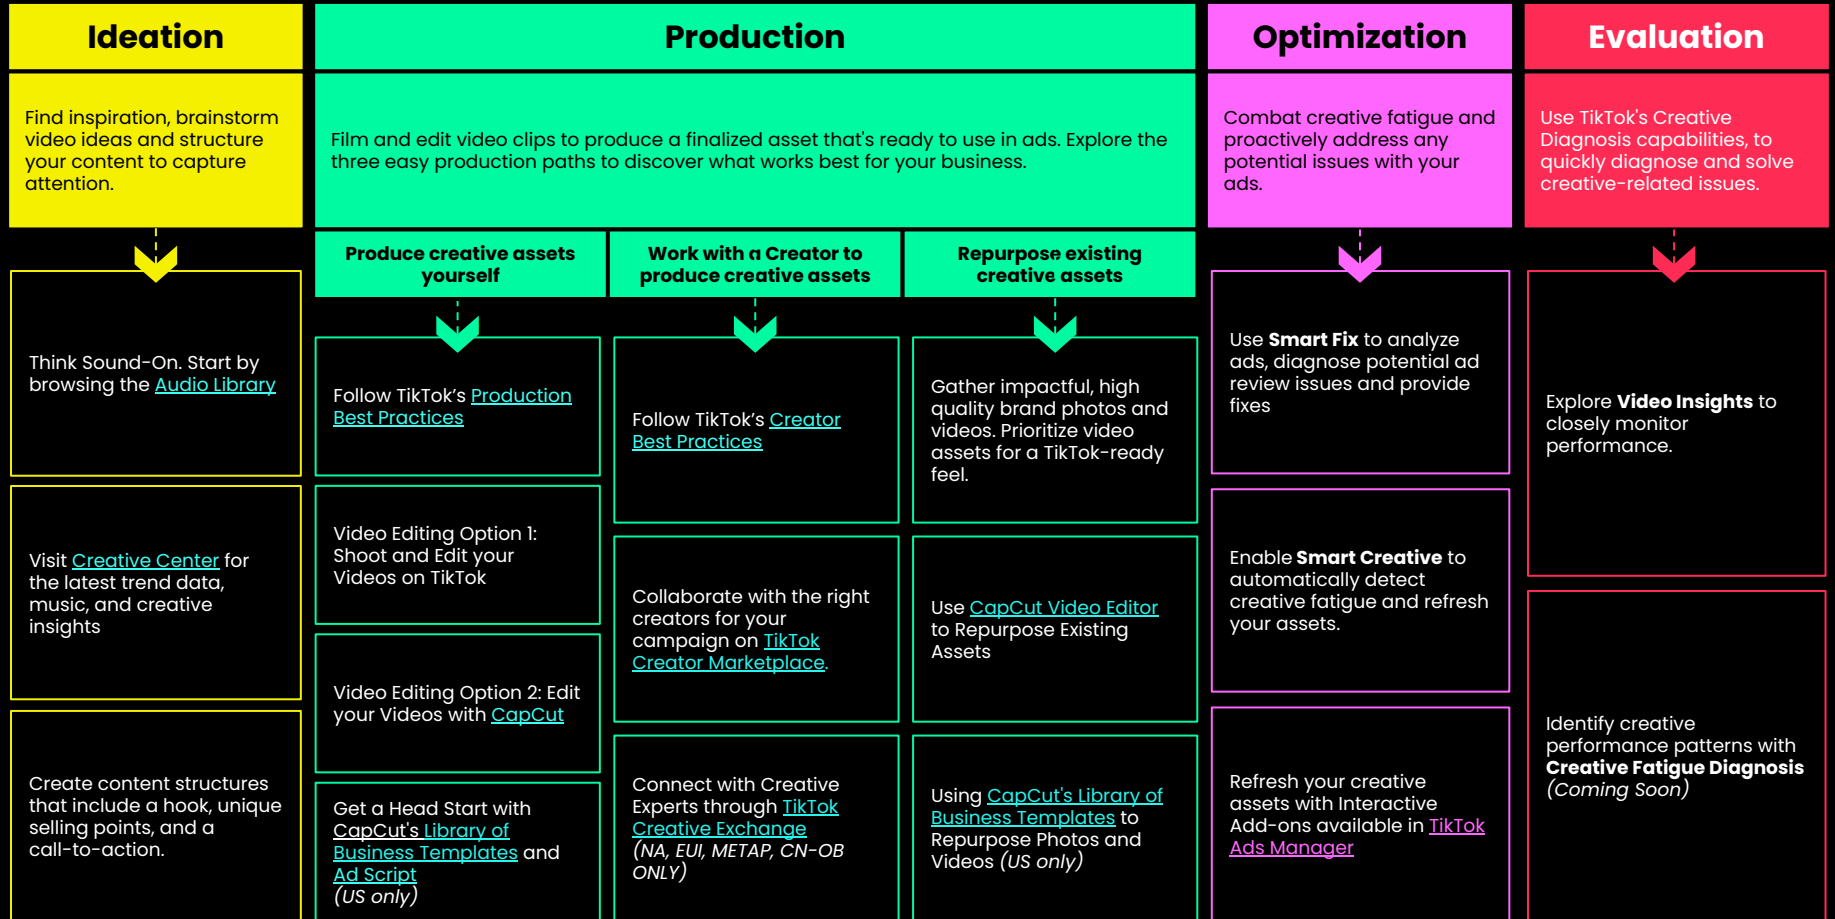 Ideation
Find inspiration, brainstorm
video ideas and structure
your content to capture
attention.
Think Sound-On. Start by
browsing the Audio Library
Visit Creative Center for
the latest trend data,
music, and creative
insights
Create content structures
that include a hook, unique
selling points, and a
call-to-action.
Production
Film and edit video clips to produce a finalized asset that's ready to use in ads. Explore the
three easy production paths to discover what works best for your business.
Produce creative assets
yourself
Follow TikTok’s Production
Best Practices
Video Editing Option 1:
Shoot and Edit your
Videos on TikTok
Video Editing Option 2: Edit
your Videos with CapCut
Get a Head Start with
CapCut's Library of
Business Templates and
Ad Script
(US only)
Work with a Creator to
produce creative assets
Follow TikTok’s Creator
Best Practices
Collaborate with the right
creators for your
campaign on TikTok
Creator Marketplace.
Connect with Creative
Experts through TikTok
Creative Exchange
(NA, EUI, METAP, CN-OB
ONLY)
Repurpose existing
creative assets
Gather impactful, high
quality brand photos and
videos. Prioritize video
assets for a TikTok-ready
feel.
Use CapCut Video Editor
to Repurpose Existing
Assets
Using CapCut's Library of
Business Templates to
Repurpose Photos and
Videos (US only)
Optimization
Combat creative fatigue and
proactively address any
potential issues with your
ads.
Use Smart Fix to analyze
ads, diagnose potential ad
review issues and provide
fixes
Enable Smart Creative to
automatically detect
creative fatigue and refresh
your assets.
Refresh your creative
assets with Interactive
Add-ons available in TikTok
Ads Manager
Evaluation
Use TikTok's Creative
Diagnosis capabilities, to
quickly diagnose and solve
creative-related issues.
Explore Video Insights to
closely monitor
performance.
Identify creative
performance patterns with
Creative Fatigue Diagnosis
(Coming Soon)